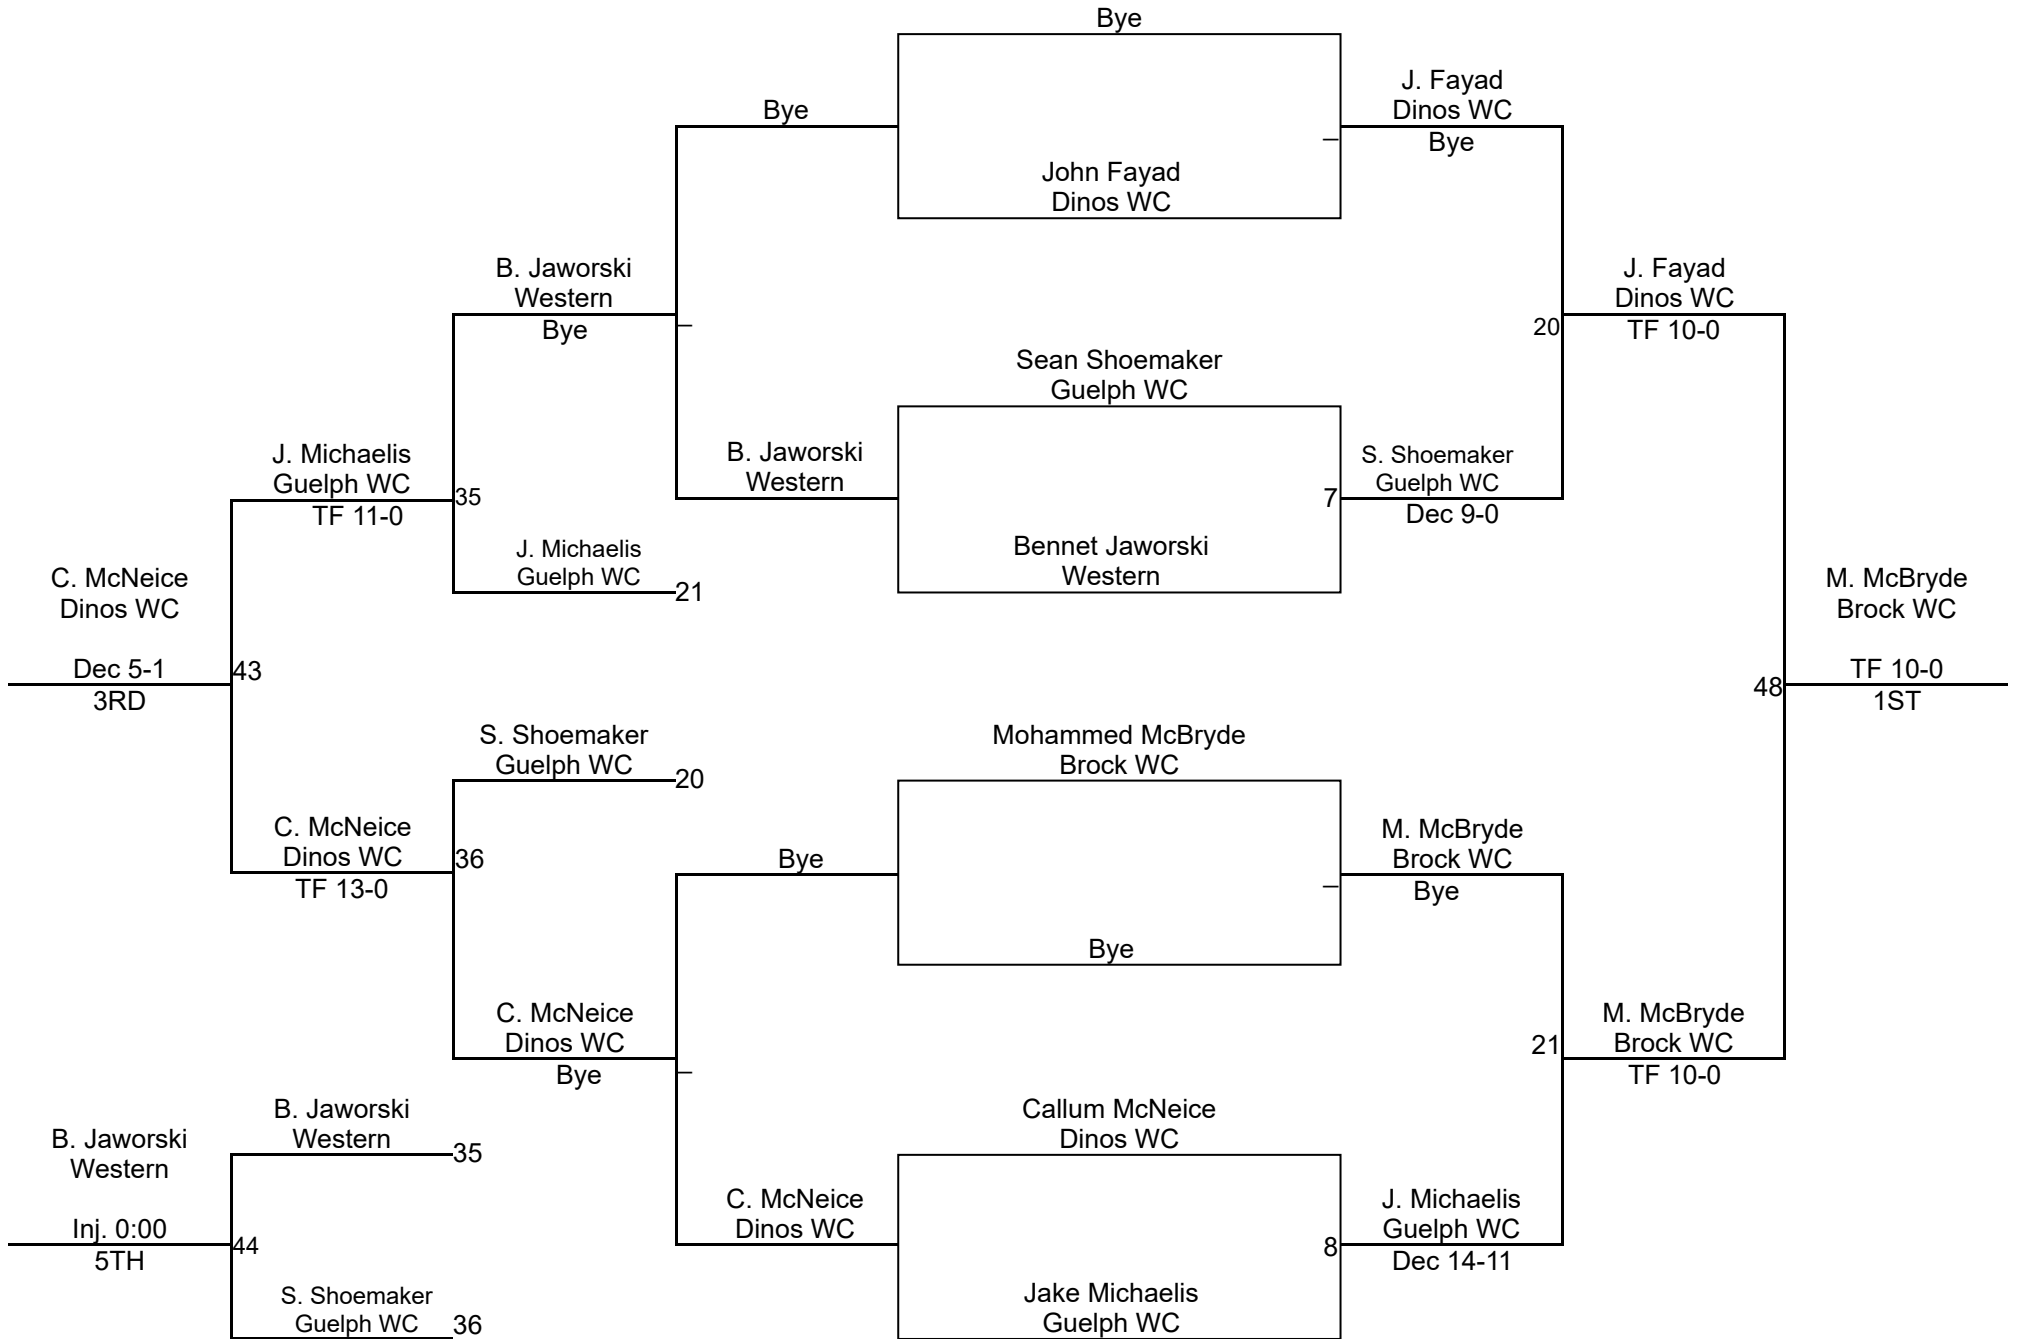 Bye
John Fayad
Dinos WC
–
J. Fayad
Dinos WC
Bye
Bye
B. Jaworski
Western
Bye
–
Sean Shoemaker
Guelph WC
Bennet Jaworski
Western
7
S. Shoemaker
Guelph WC
Dec 9-0
20
J. Fayad
Dinos WC
TF 10-0
B. Jaworski
Western
J. Michaelis
Guelph WC
TF 11-0
35
J. Michaelis
Guelph WC
21
C. McNeice
Dinos WC
Dec 5-1
3RD
43
M. McBryde
Brock WC
TF 10-0
1ST
48
S. Shoemaker
Guelph WC
20
C. McNeice
Dinos WC
TF 13-0
36
Mohammed McBryde
Brock WC
Bye
–
M. McBryde
Brock WC
Bye
Bye
C. McNeice
Dinos WC
Bye
–
21
M. McBryde
Brock WC
TF 10-0
Callum McNeice
Dinos WC
Jake Michaelis
Guelph WC
8
J. Michaelis
Guelph WC
Dec 14-11
C. McNeice
Dinos WC
B. Jaworski
Western
35
B. Jaworski
Western
Inj. 0:00
5TH
44
S. Shoemaker
Guelph WC
36